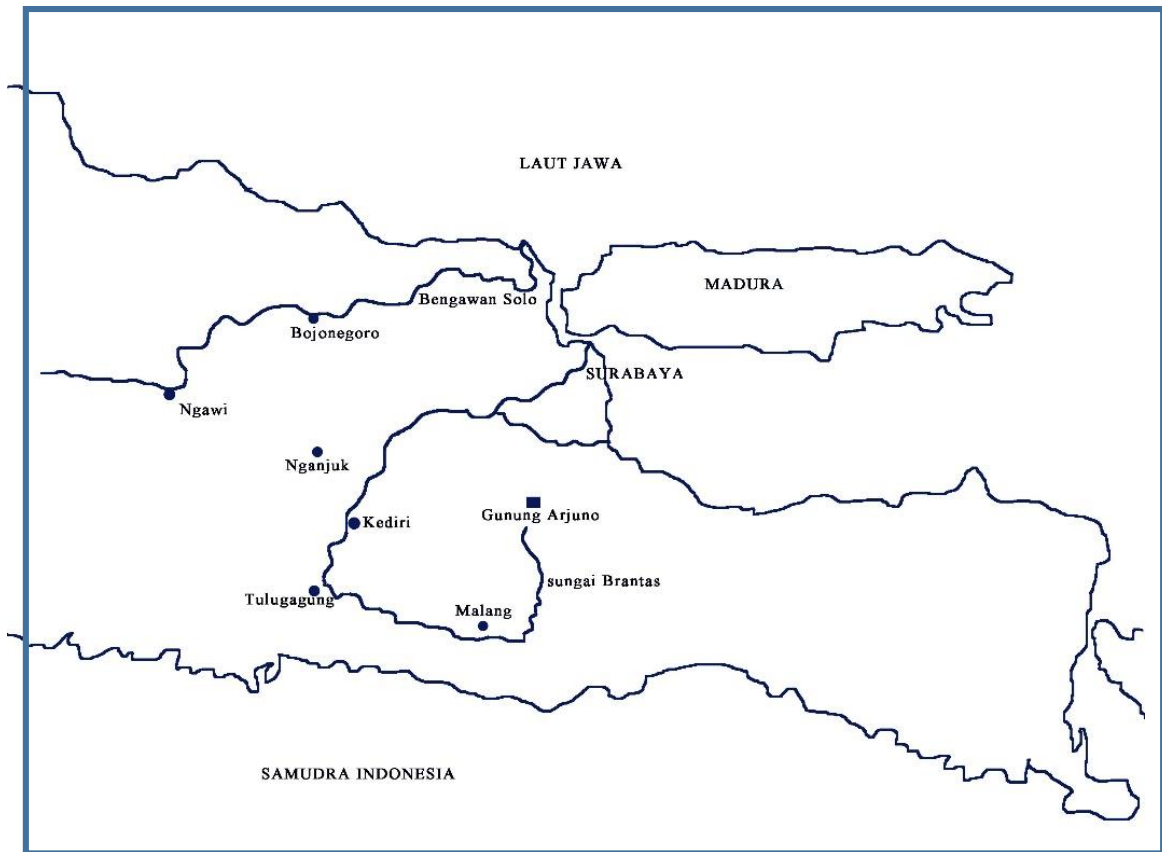 LAUT JAWA
MADURA
Bengawan Solo
Bojonegoro
SURABAYA
Ngawi
Nganjuk
Gunung Arjuno
Kediri
sungai Brantas
Tulugagung
Malang
SAMUDRA INDONESIA